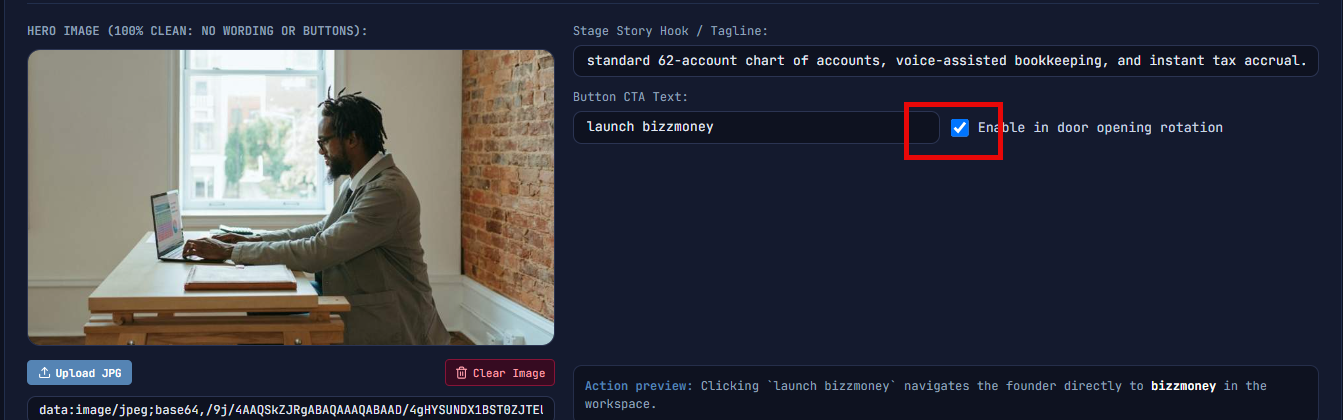 HERO IMAGE (100% CLEAN: NO WORDING OR BUTTONS):
Upload JPG
Clear Image
data:image/jpeg;base64,/9j/4AAQSkZJRgABAQAAAQABAAD/4gHYSUNDX1BST0ZJTEU
Stage Story Hook / Tagline:
standard 62-account chart of accounts, voice-assisted bookkeeping, and instant tax accrual.
Button CTA Text:
launch bizzmoney
Enable in door opening rotation
Action preview: Clicking `launch bizzmoney` navigates the founder directly to bizzmoney in the
workspace.